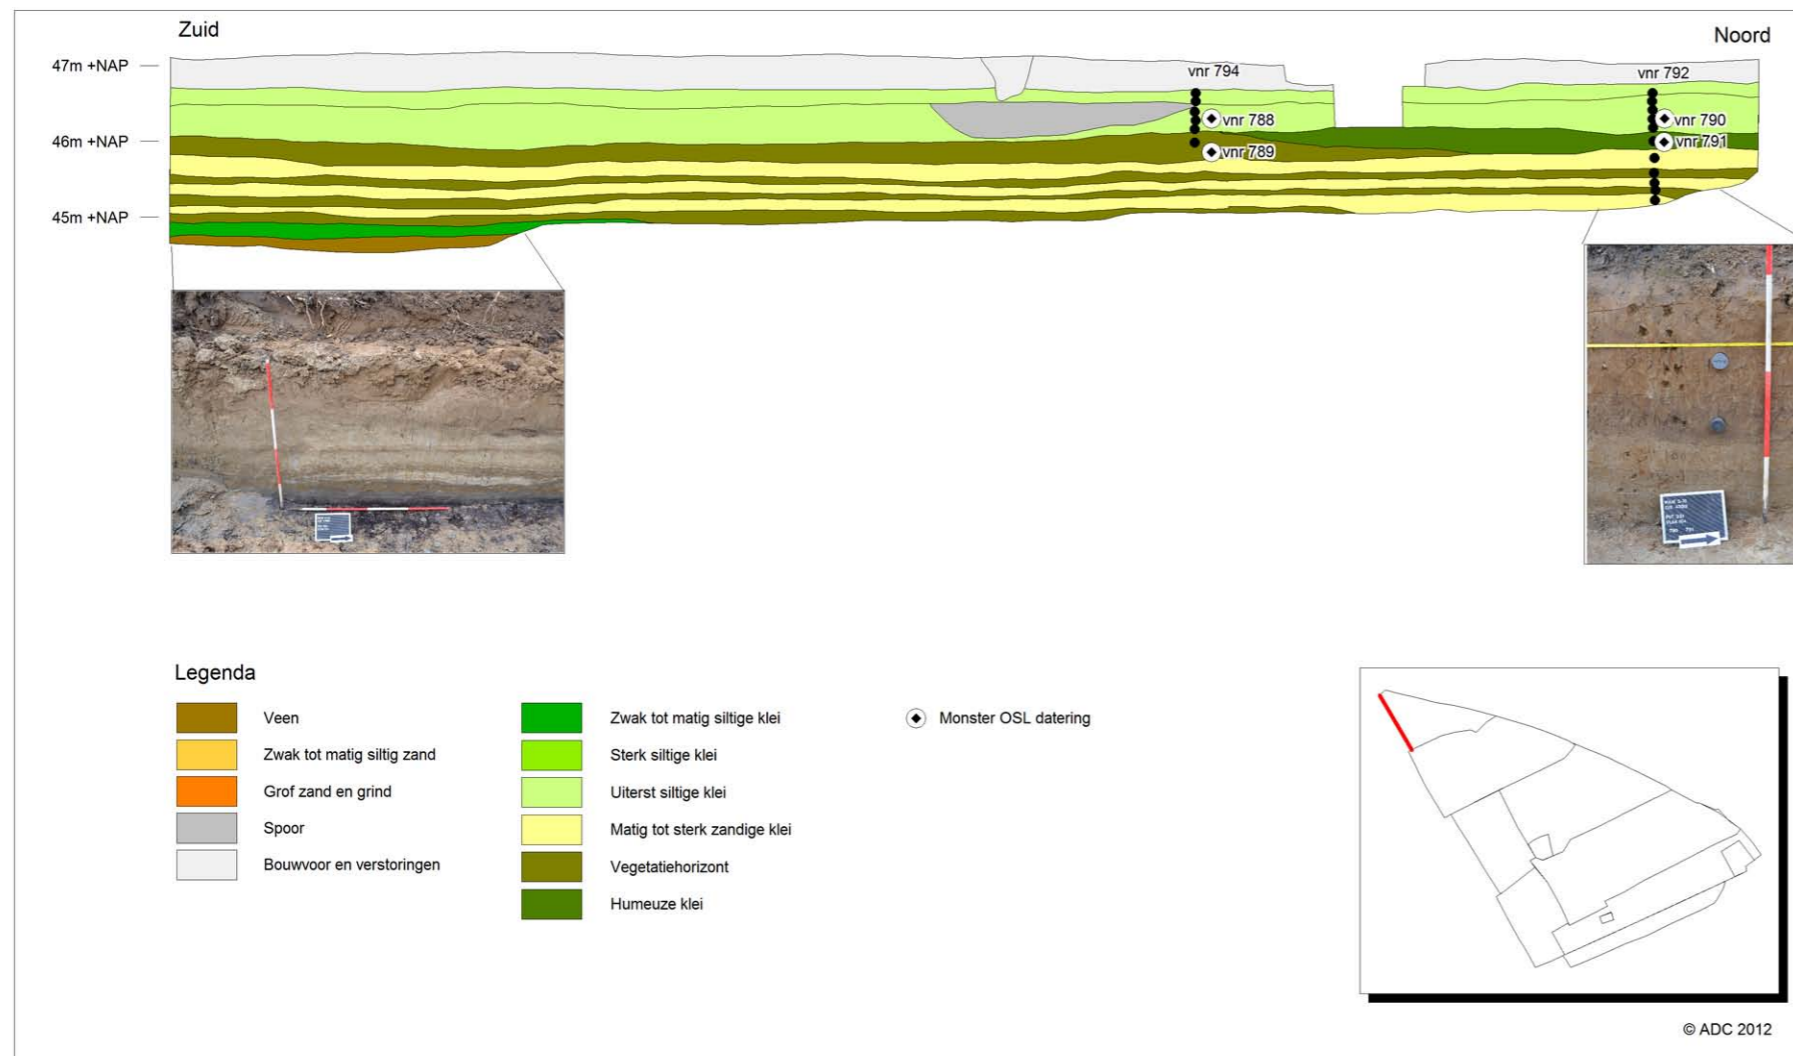 Zuid
Noord
47m +NAP
vnr 794
vnr 792
vnr 788
vnr 790
46m +NAP
vnr 791
vnr 789
45m +NAP
Legenda
Veen
Zwak tot matig siltige klei
Monster OSL datering
Zwak tot matig siltig zand
Sterk siltige klei
Grof zand en grind
Uiterst siltige klei
Spoor
Matig tot sterk zandige klei
Bouwvoor en verstoringen
Vegetatiehorizont
Humeuze klei
© ADC 2012